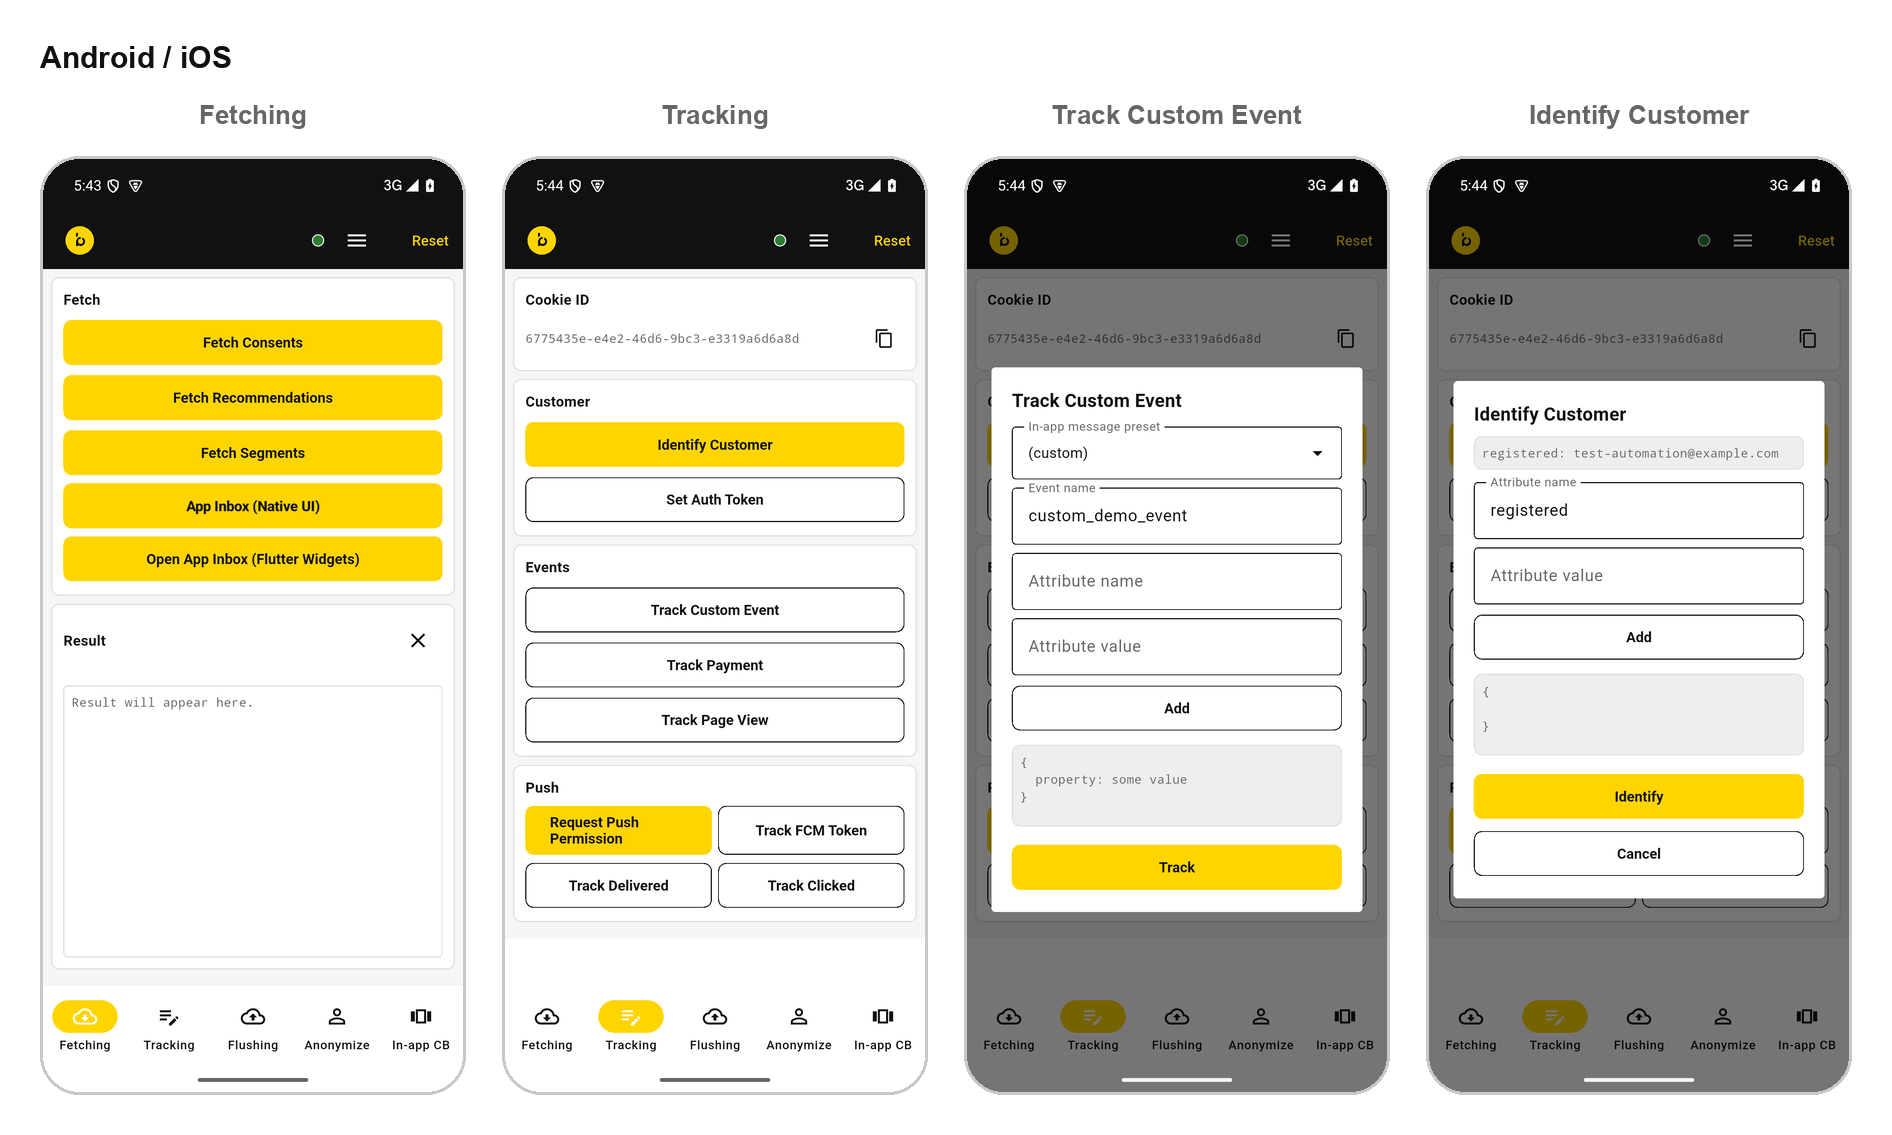 Android / iOS
Fetching
5:43
3G
Reset
Fetch
Fetch Consents
Fetch Recommendations
Fetch Segments
App Inbox (Native UI)
Open App Inbox (Flutter Widgets)
Result
Result will appear here.
Fetching
Tracking
Flushing
Anonymize
In-app CB
Tracking
5:44
3G
Reset
Cookie ID
6775435e-e4e2-46d6-9bc3-e3319a6d6a8d
Customer
Identify Customer
Set Auth Token
Events
Track Custom Event
Track Payment
Track Page View
Push
Request Push
Permission
Track FCM Token
Track Delivered
Track Clicked
Fetching
Tracking
Flushing
Anonymize
In-app CB
Track Custom Event
5:44
3G
Reset
Cookie ID
6775435e-e4e2-46d6-9bc3-e3319a6d6a8d
Track Custom Event
In-app message preset
(custom)
Event name
custom_demo_event
Attribute name
Attribute value
Add
{
property: some value
}
Track
Fetching
Tracking
Flushing
Anonymize
In-app CB
Identify Customer
5:44
3G
Reset
Cookie ID
6775435e-e4e2-46d6-9bc3-e3319a6d6a8d
Identify Customer
registered: test-automation@example.com
Attribute name
registered
Attribute value
Add
{
}
Identify
Cancel
Fetching
Tracking
Flushing
Anonymize
In-app CB